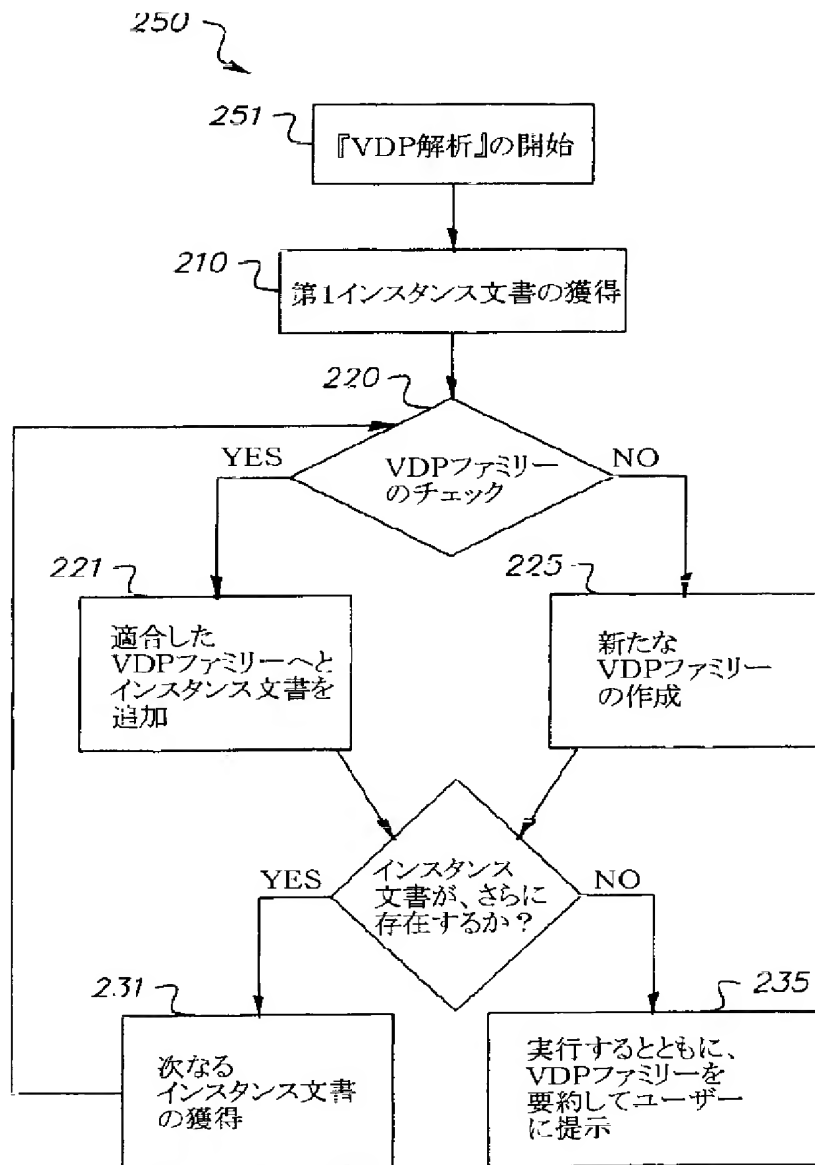 250
251
『VDP解析』の開始
210
第1インスタンス文書の獲得
220
YES
VDPファミリー
のチェック
NO
221
適合した
VDPファミリーへと
インスタンス文書を
追加
225
新たな
VDPファミリー
の作成
YES
インスタンス
文書が、さらに
存在するか？
NO
231
次なる
インスタンス文書
の獲得
235
実行するとともに、
VDPファミリーを
要約してユーザー
に提示